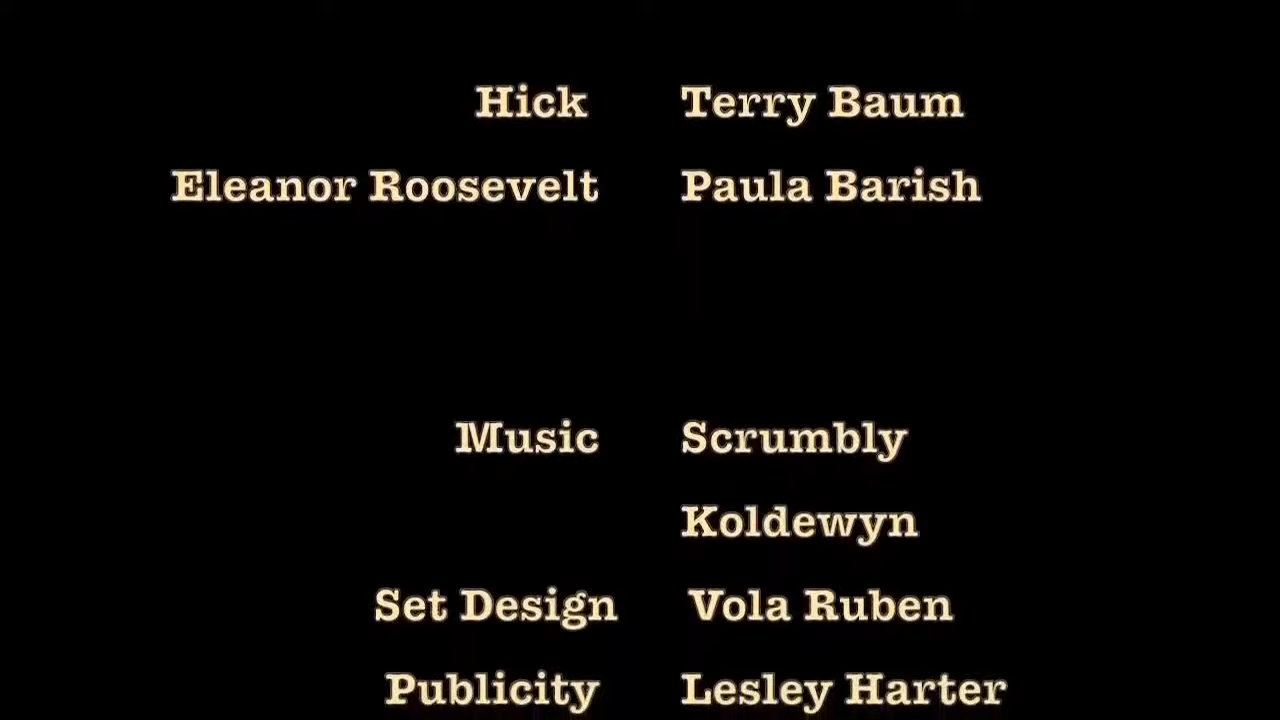 Hick Terry Baum
Eleanor Roosevelt Paula Barish
Music Scrumbly
Koldewyn
Set Design Vola Ruben
Publicity Lesley Harter